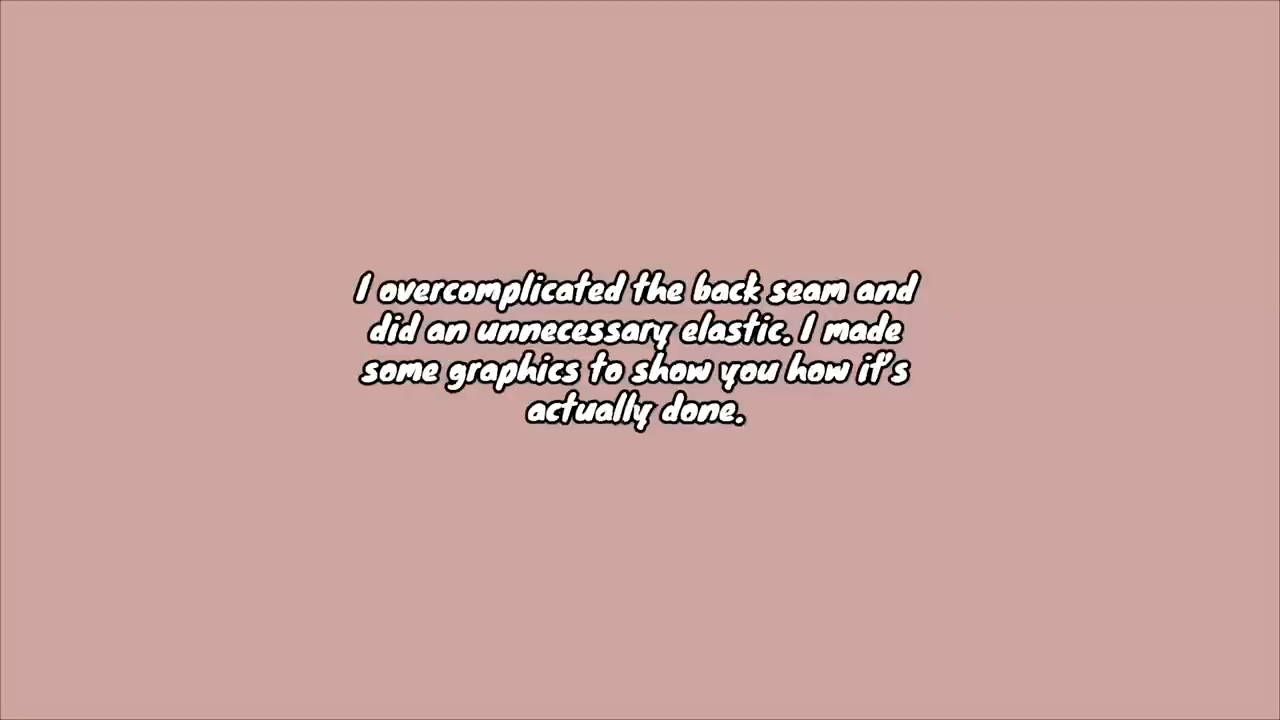 I overcomplicated the back seam and
did an unnecessary elastic. I made
some graphics to show you how it's
actually done.